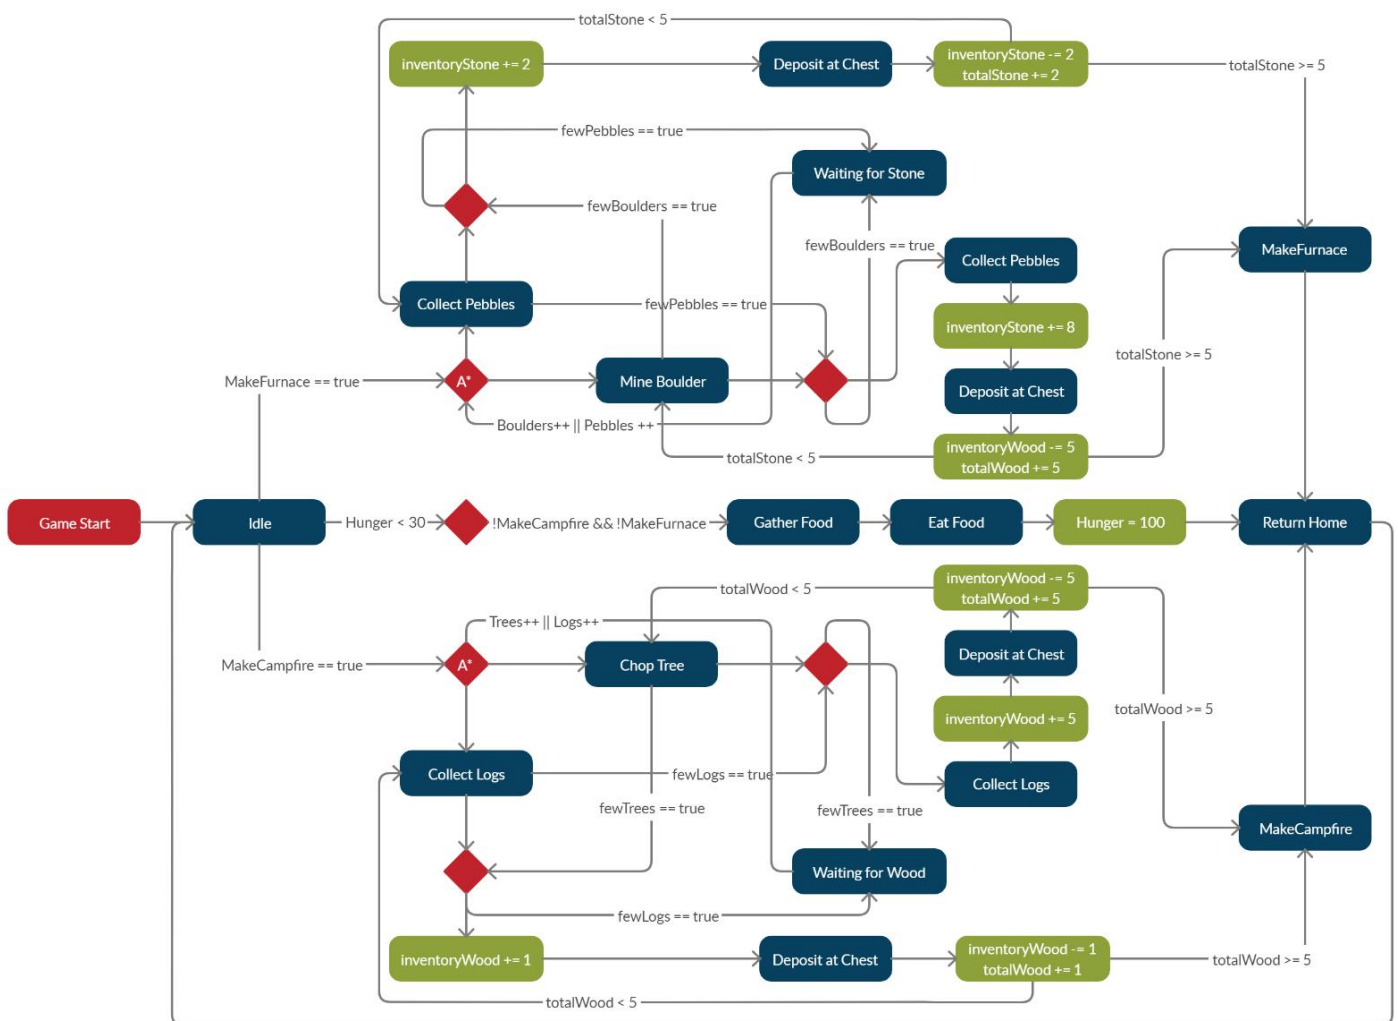 totalStone < 5
inventoryStone += 2
Deposit at Chest
inventoryStone -= 2
totalStone += 2
totalStone >= 5
fewPebbles == true
Waiting for Stone
fewBoulders == true
fewBoulders == true
MakeFurnace
Collect Pebbles
Collect Pebbles
fewPebbles == true
inventoryStone += 8
totalStone >= 5
MakeFurnace == true
A*
Mine Boulder
Deposit at Chest
Boulders++ || Pebbles ++
inventoryWood -= 5
totalWood += 5
totalStone < 5
Game Start
Idle
Hunger < 30
!MakeCampfire && !MakeFurnace
Gather Food
Eat Food
Hunger = 100
Return Home
inventoryWood -= 5
totalWood += 5
totalWood < 5
Trees++ || Logs++
Deposit at Chest
MakeCampfire == true
A*
Chop Tree
totalWood >= 5
inventoryWood += 5
Collect Logs
fewLogs == true
Collect Logs
fewTrees == true
fewTrees == true
MakeCampfire
Waiting for Wood
fewLogs == true
inventoryWood += 1
Deposit at Chest
inventoryWood -= 1
totalWood += 1
totalWood >= 5
totalWood < 5